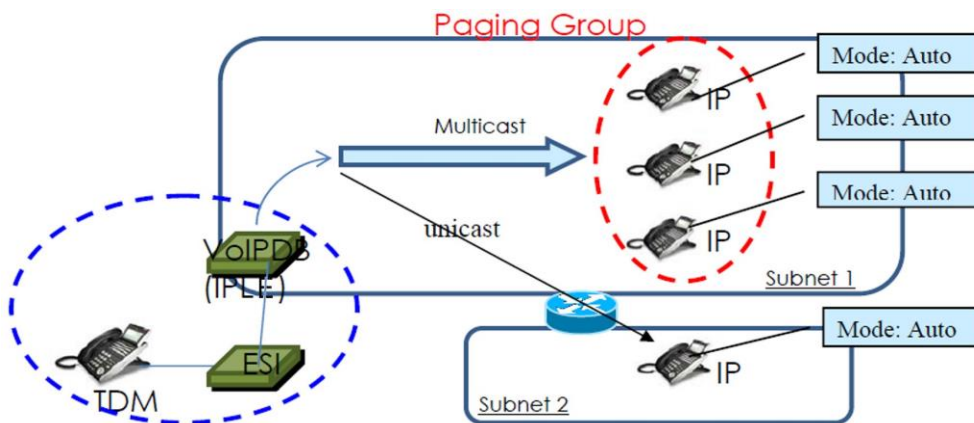 Paging Group
Mode: Auto
IP
Mode: Auto
Multicast
IP
Mode: Auto
unicast
IP
VoIPDB
(IPLE)
Subnet 1
Mode: Auto
ESI
IP
TDM
Subnet 2